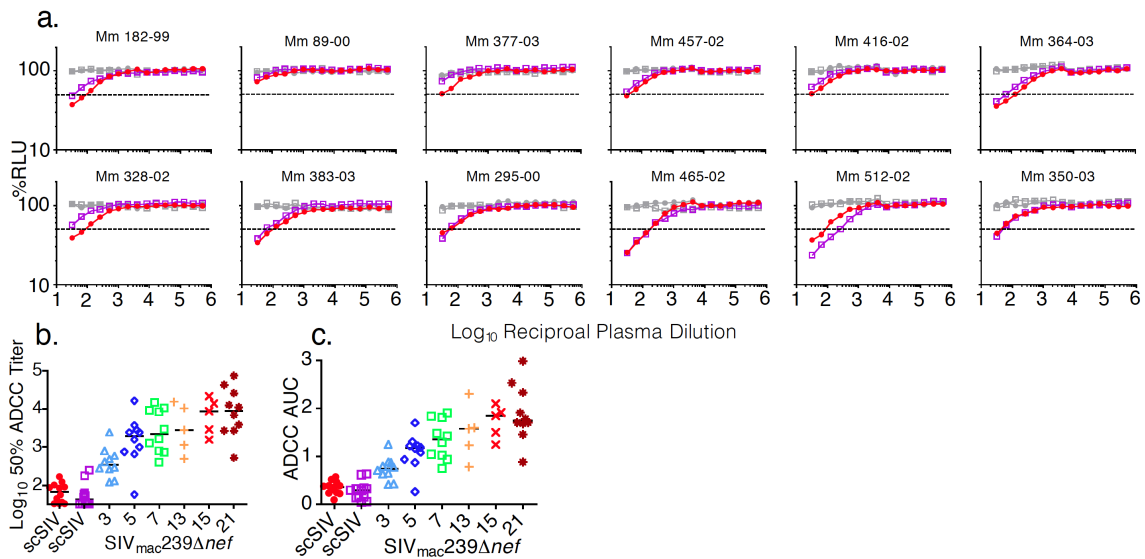 a.
Mm 182-99 Mm 89-00 Mm 377-03 Mm 457-02 Mm 416-02 Mm 364-03
100
10
Mm 328-02 Mm 383-03 Mm 295-00 Mm 465-02 Mm 512-02 Mm 350-03
%RLU
100
10
1 2 3 4 5 6 1 2 3 4 5 6 1 2 3 4 5 6 1 2 3 4 5 6 1 2 3 4 5 6 1 2 3 4 5 6
Log₁₀ Reciproal Plasma Dilution
b.
Log₁₀ 50% ADCC Titer
5
4
3
2
scSIV scSIV 3 5 7 13 15 21
SIVmac239Δnef
c.
ADCC AUC
3
2
1
0
scSIV scSIV 3 5 7 13 15 21
SIVmac239Δnef